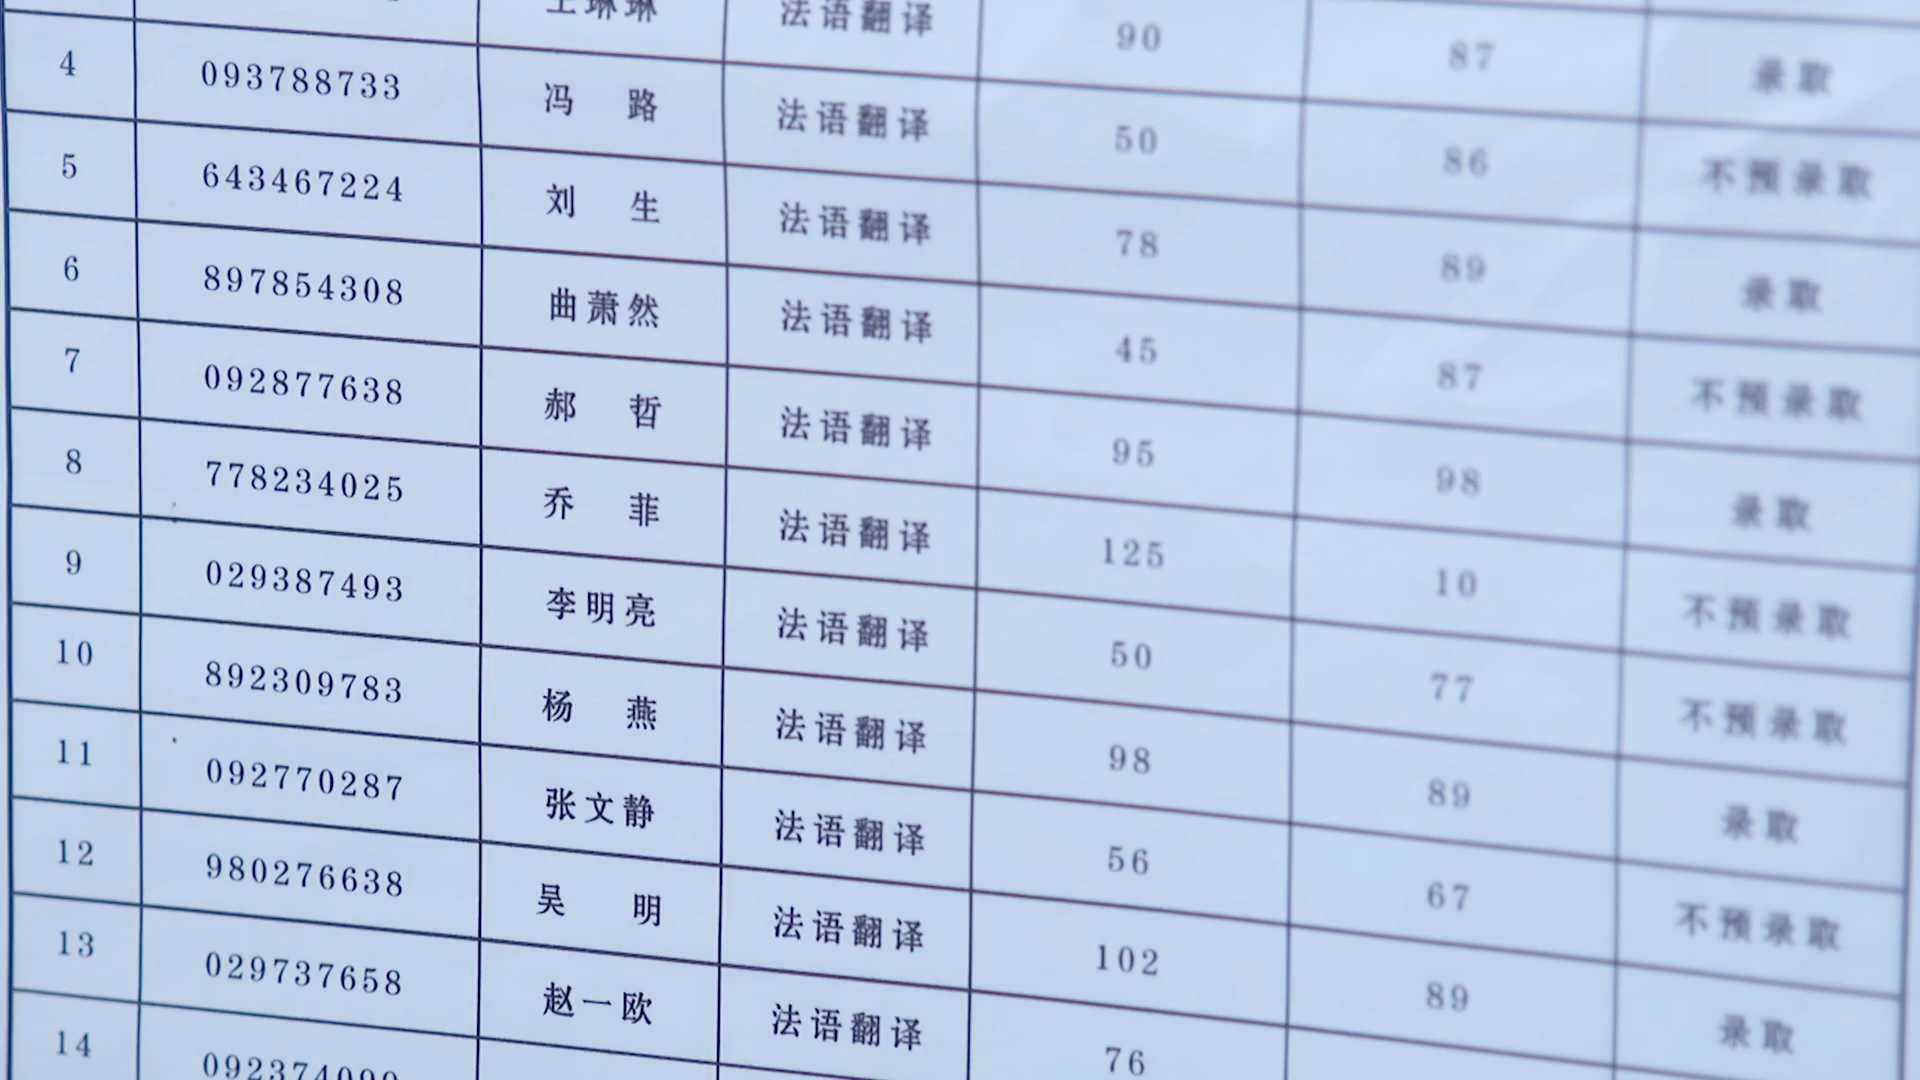 王琳琳 法语翻译 90 87 录取
4 093788733 冯路 法语翻译 50 86 不预录取
5 643467224 刘生 法语翻译 78 89 录取
6 897854308 曲萧然 法语翻译 45 87 不预录取
7 092877638 郝哲 法语翻译 95 98 录取
8 778234025 乔菲 法语翻译 125 10 不预录取
9 029387493 李明亮 法语翻译 50 77 不预录取
10 892309783 杨燕 法语翻译 98 89 录取
11 092770287 张文静 法语翻译 56 67 不预录取
12 980276638 吴明 法语翻译 102 89 录取
13 029737658 赵一欧 法语翻译 76
14